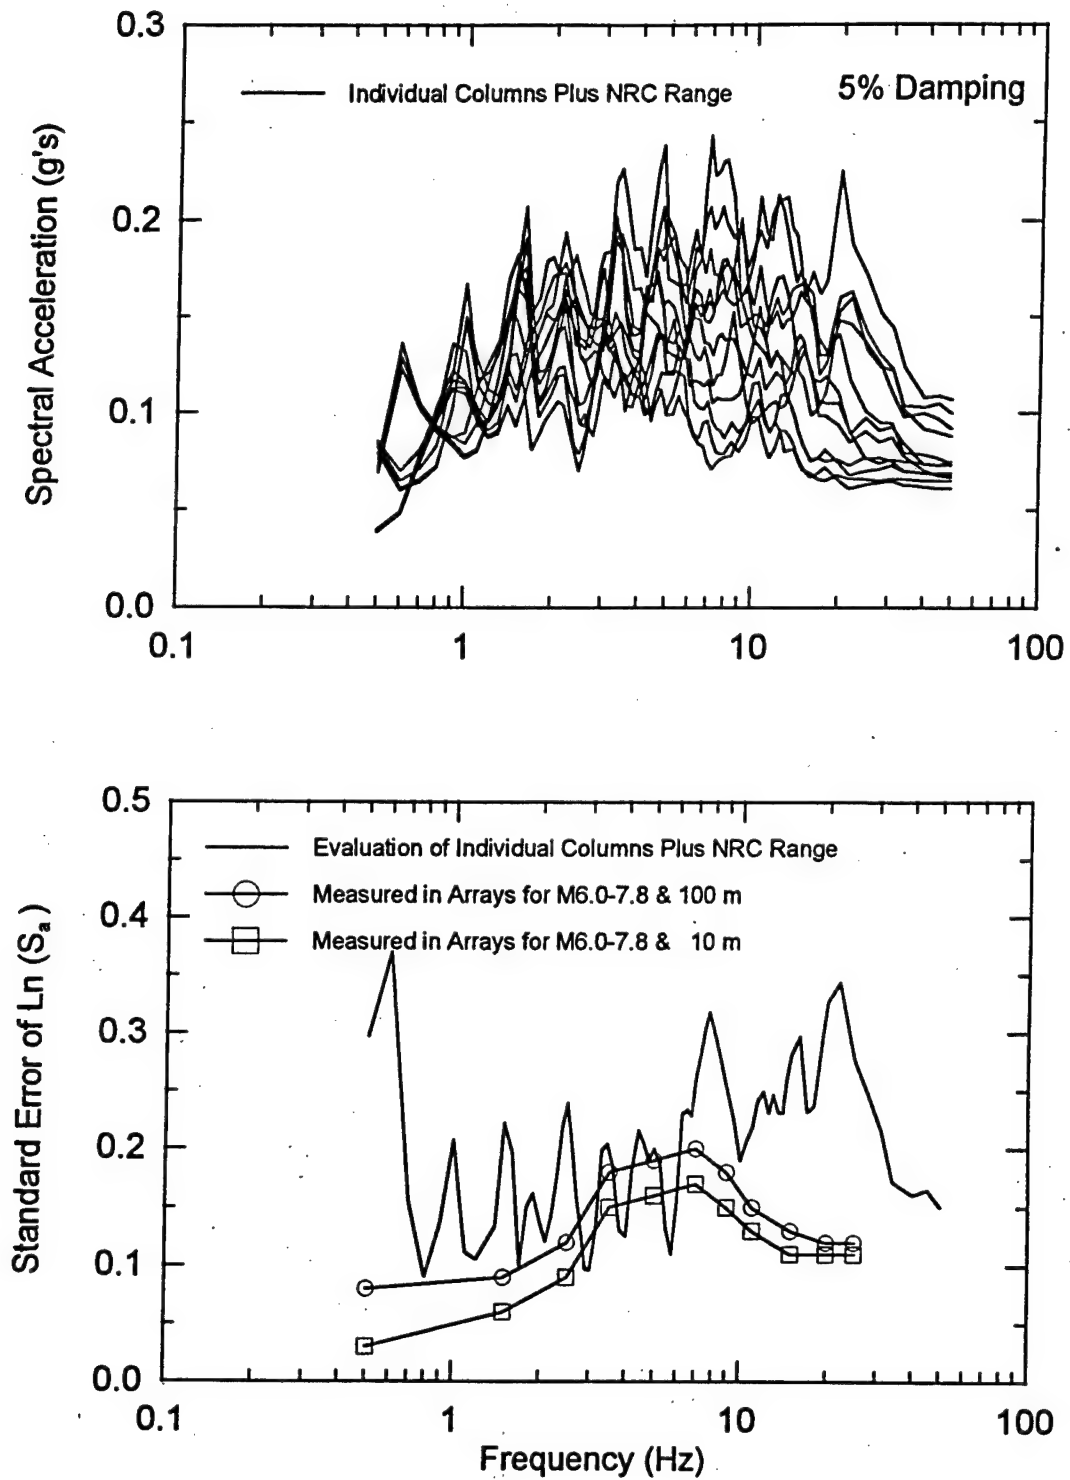 0.3
Individual Columns Plus NRC Range
5% Damping
Spectral Acceleration (g's)
0.2
0.1
0.0
0.1 1 10 100
0.5
Evaluation of Individual Columns Plus NRC Range
Measured in Arrays for M6.0-7.8 & 100 m
Measured in Arrays for M6.0-7.8 & 10 m
Standard Error of Ln (Sa)
0.4
0.3
0.2
0.1
0.0
0.1 1 10 100
Frequency (Hz)